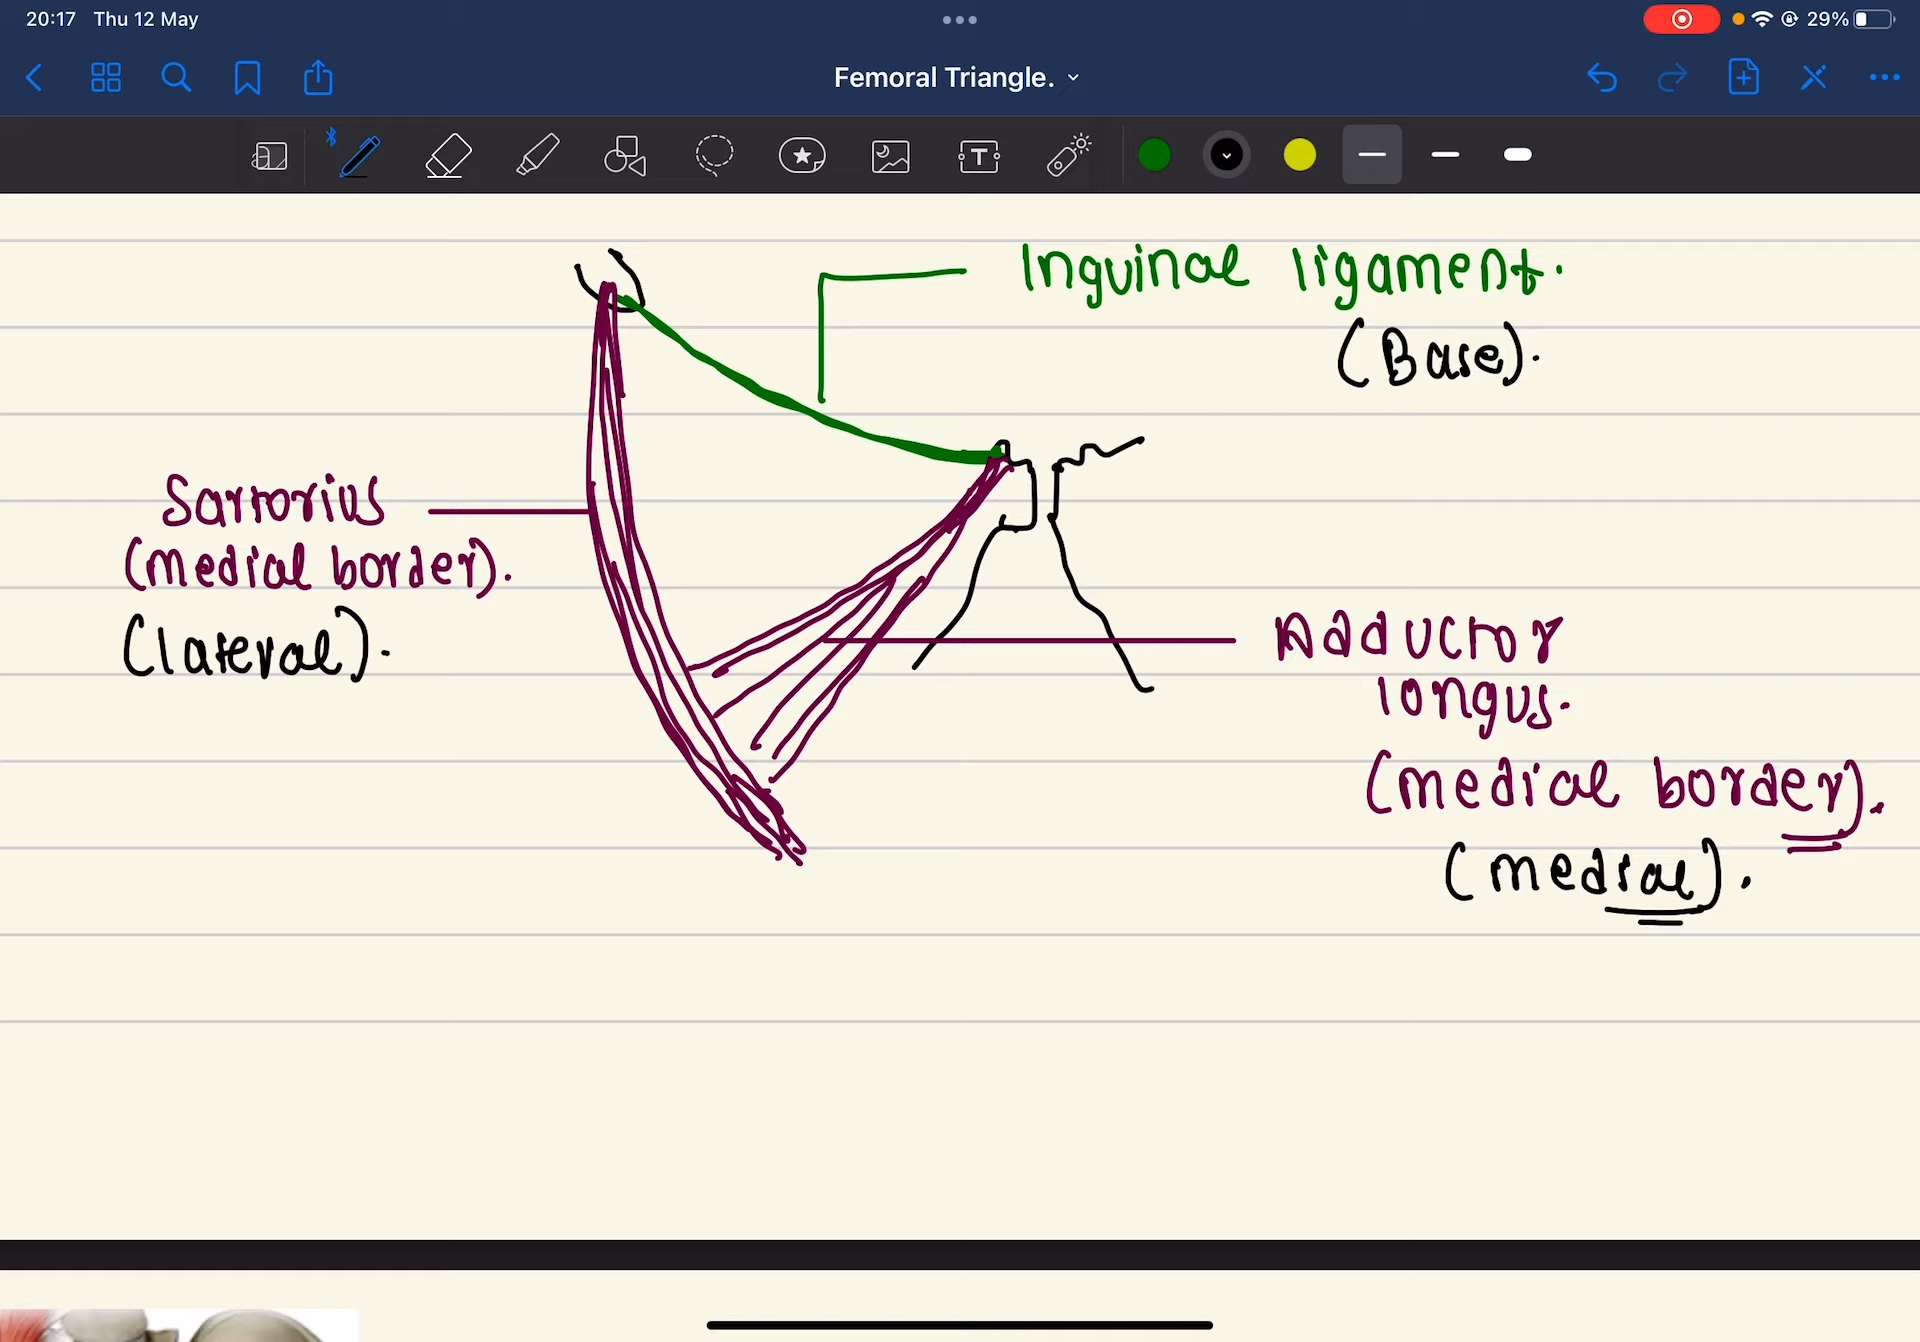 20:17 Thu 12 May
29%
Femoral Triangle.
Inguinal ligament.
(Base).
Sartorius
(medial border).
(lateral).
Adductor
longus.
(medial border).
(medial).